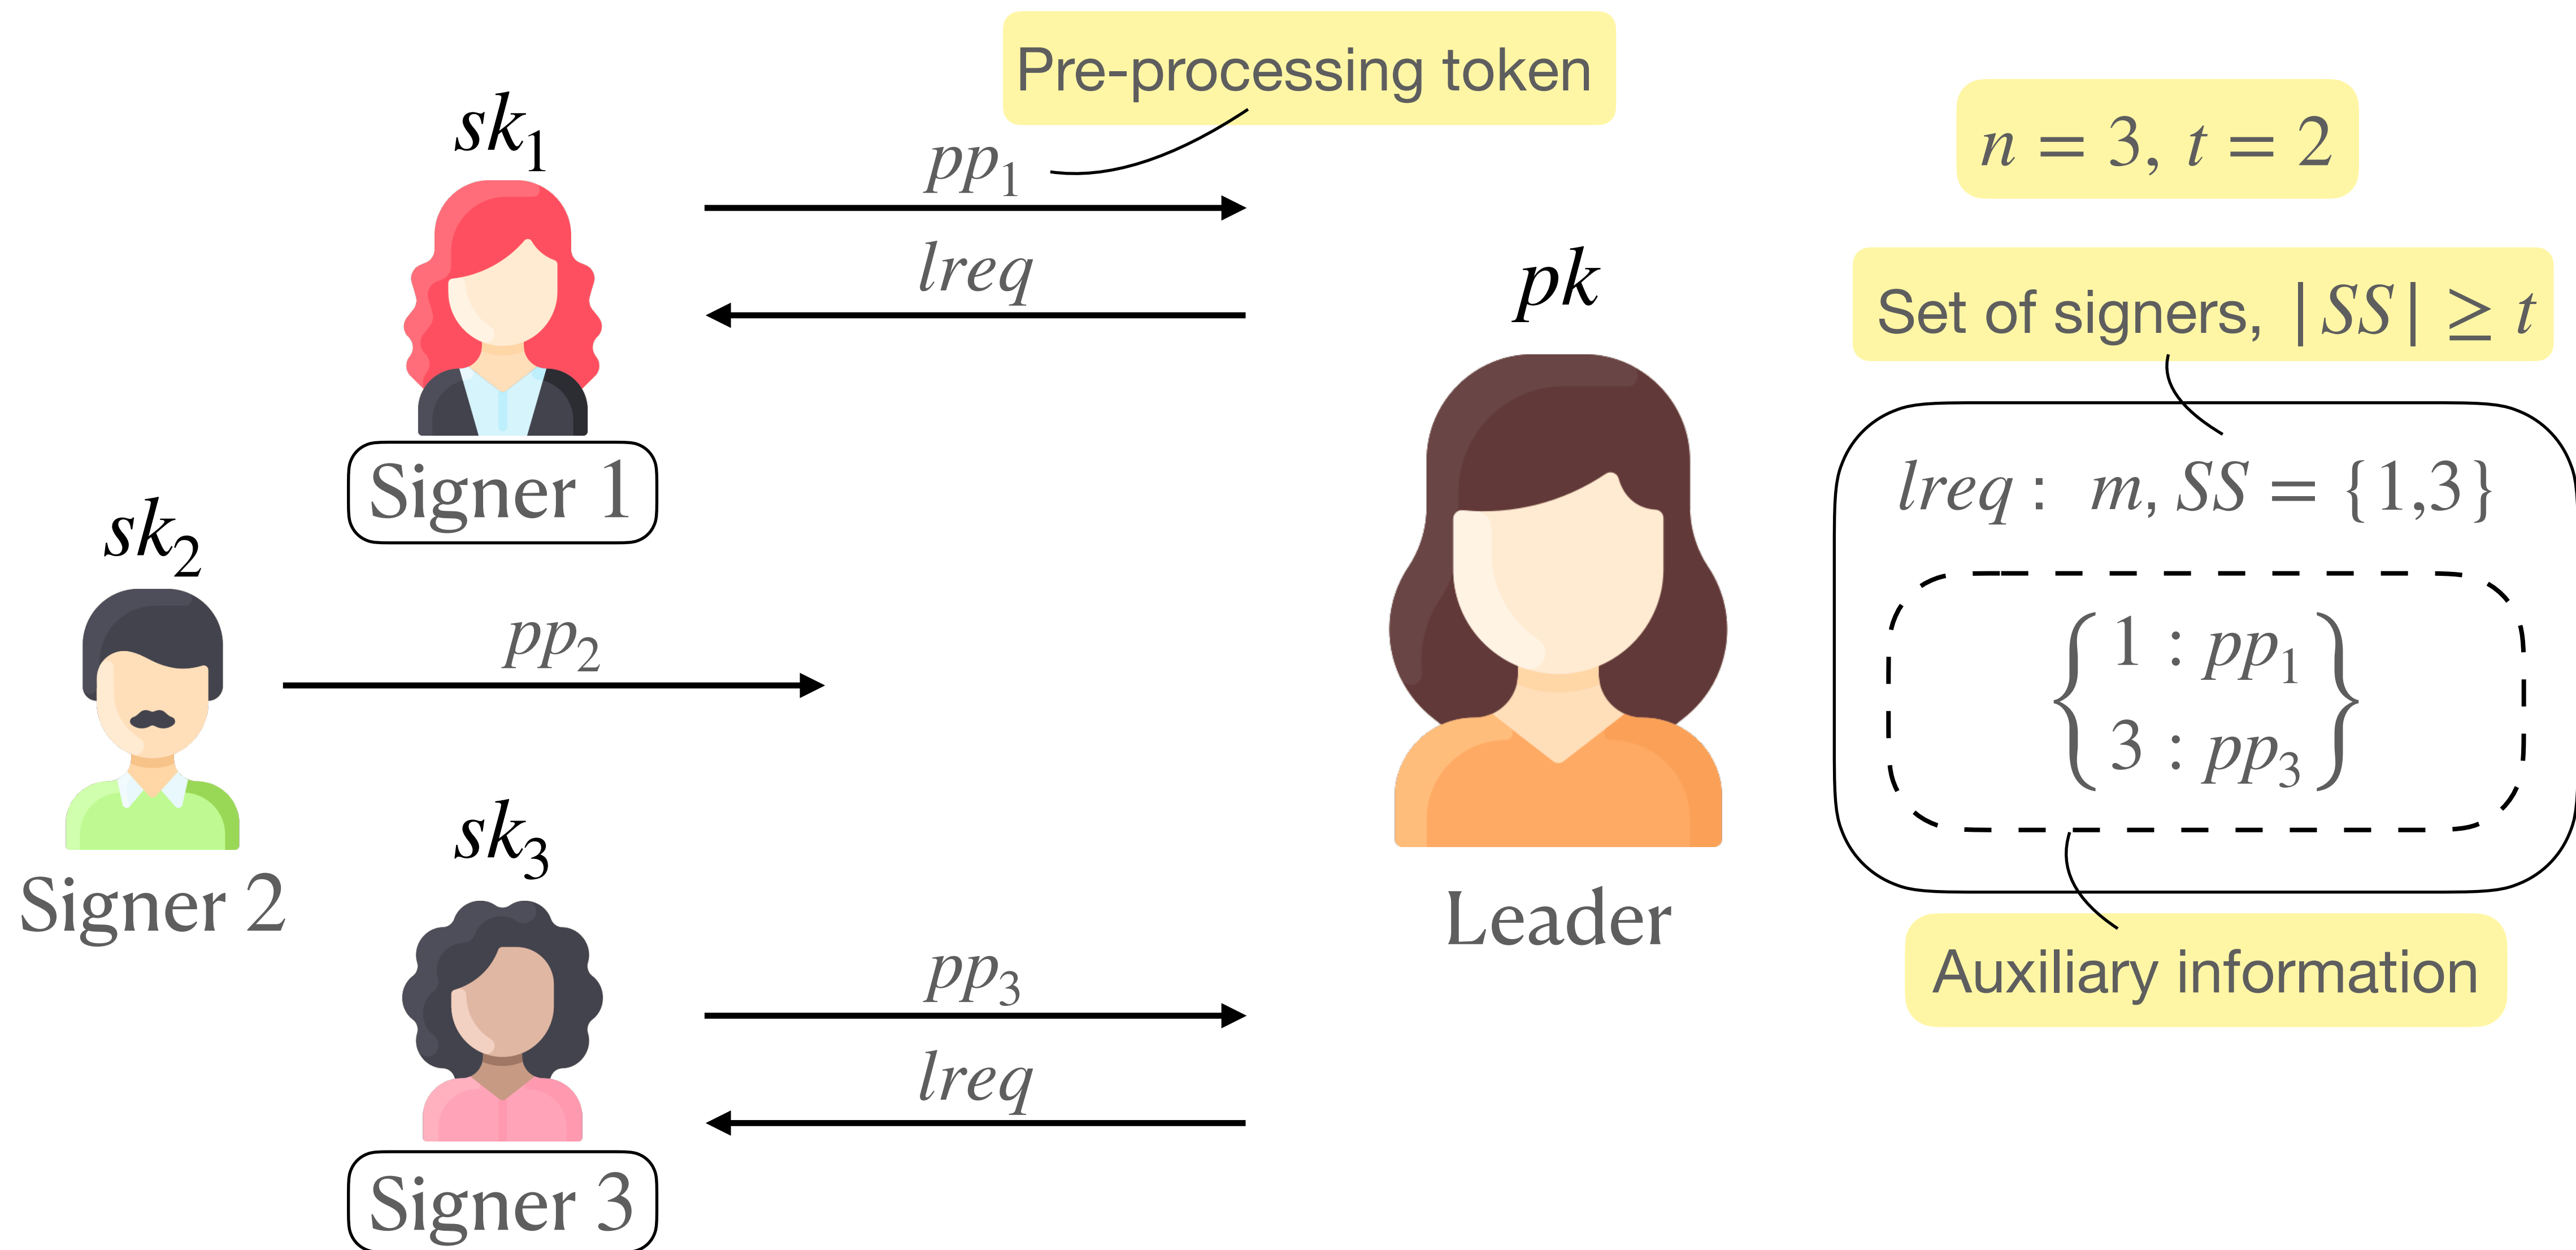 Pre-processing token
sk₁
pp₁
lreq
Signer 1
sk₂
pp₂
Signer 2
sk₃
pp₃
lreq
Signer 3
pk
Leader
n = 3, t = 2
Set of signers, |SS| ≥ t
lreq : m, SS = {1,3}
{ 1 : pp₁
3 : pp₃ }
Auxiliary information